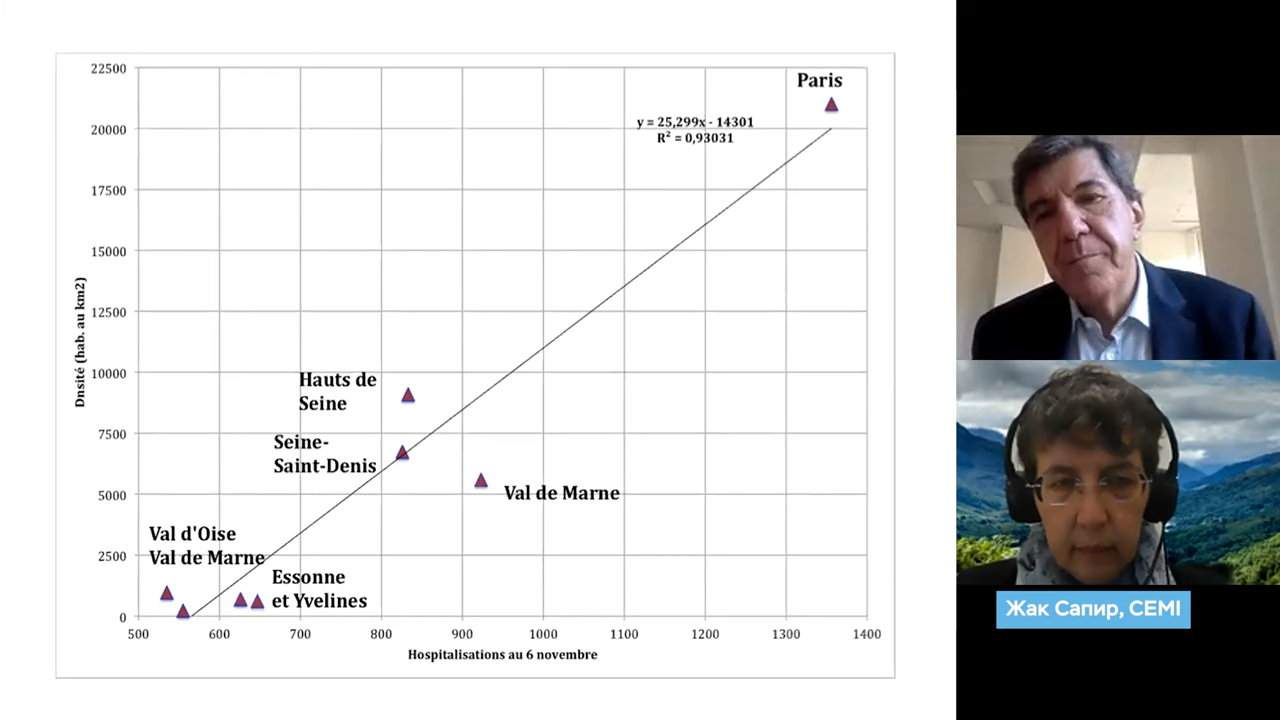 22500
20000
17500
15000
12500
10000
7500
5000
2500
0
Dnsité (hab. au km2)
Paris
y = 25,299x - 14301
R² = 0,93031
Hauts de
Seine
Seine-
Saint-Denis
Val de Marne
Val d'Oise
Val de Marne
Essonne
et Yvelines
500 600 700 800 900 1000 1100 1200 1300 1400
Hospitalisations au 6 novembre
Жак Сапир, CEMI